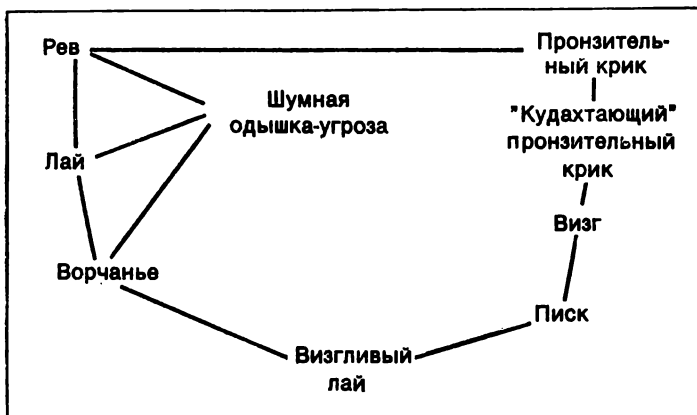 Рев
Пронзитель-
ный крик
Шумная
одышка-угроза
"Кудахтающий"
пронзительный
крик
Лай
Визг
Ворчанье
Писк
Визгливый
лай